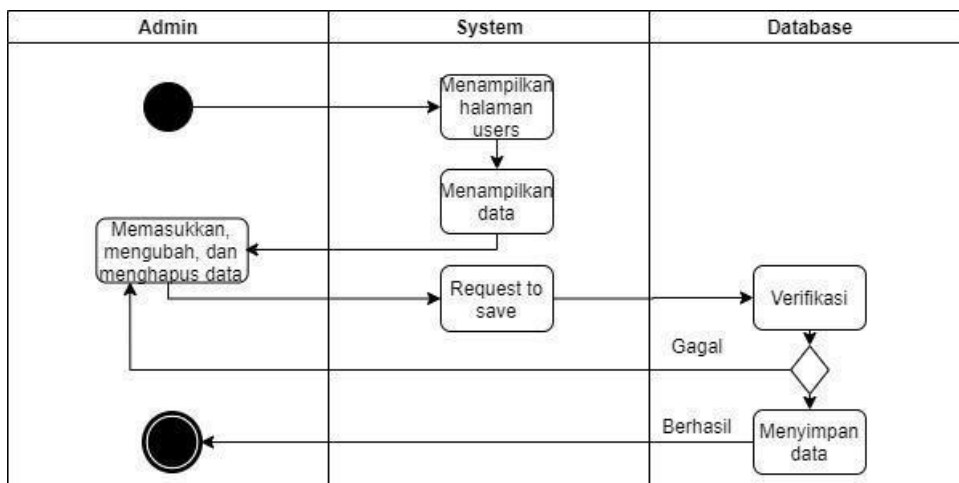 Admin
System
Database
Menampilkan
halaman
users
Menampilkan
data
Memasukkan,
mengubah, dan
menghapus data
Request to
save
Verifikasi
Gagal
Berhasil
Menyimpan
data